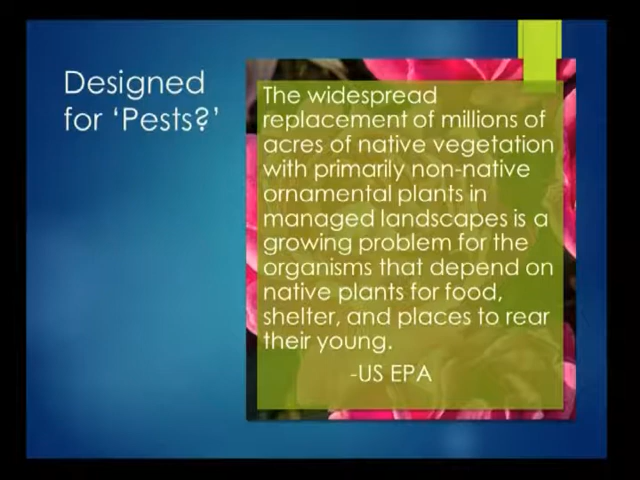 Designed
for ‘Pests?’
The widespread
replacement of millions of
acres of native vegetation
with primarily non-native
ornamental plants in
managed landscapes is a
growing problem for the
organisms that depend on
native plants for food,
shelter, and places to rear
their young.
-US EPA